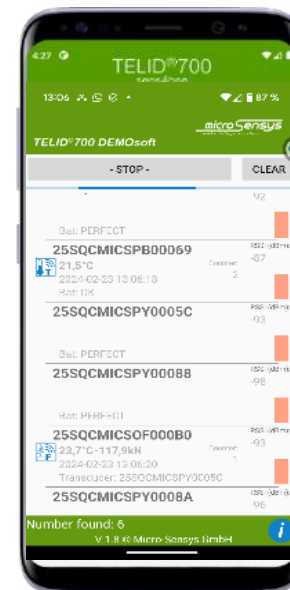 4:27
TELID®700
13:06
87 %
microSensys
TELID®700 DEMOsoft
- STOP -
CLEAR
-92
Bat: PERFECT
25SQCMICSPB00069
21,5°C
Counter:
-87
2024-02-23 13:06:18
2
Bat: OK
25SQCMICSPY0005C
-93
Bat: PERFECT
25SQCMICSPY00088
-98
Bat: PERFECT
25SQCMICSOF000B0
23,7°C-117,9kN
Counter:
-93
2024-02-23 13:06:20
1
Transducer: 25SQCMICSPY0005C
25SQCMICSPY0008A
-96
Number found: 6
V 1.8 © Micro-Sensys GmbH